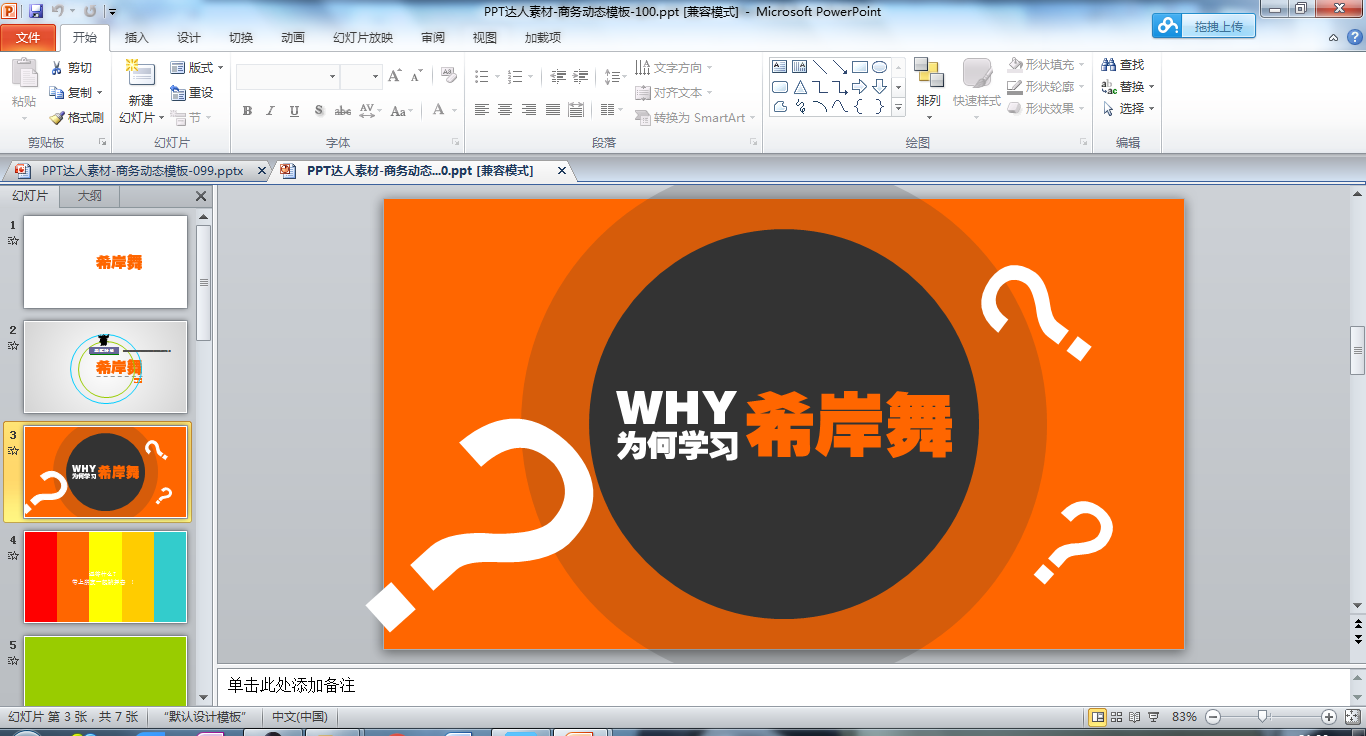 PPT达人素材-商务动态模板-100.ppt [兼容模式] - Microsoft PowerPoint
文件 开始 插入 设计 切换 动画 幻灯片放映 审阅 视图 加载项
拖拽上传
粘贴
剪切
复制
格式刷
剪贴板
新建
幻灯片
版式
重设
节
幻灯片
B I U S abc AV Aa A
字体
文字方向
对齐文本
转换为 SmartArt
段落
排列
快速样式
形状填充
形状轮廓
形状效果
绘图
查找
替换
选择
编辑
PPT达人素材-商务动态模板-099.pptx
PPT达人素材-商务动态...0.ppt [兼容模式]
幻灯片 大纲
1
希岸舞
2
希岸舞
3
WHY
为何学习
希岸舞
4
5
WHY
为何学习
希岸舞
?
?
?
单击此处添加备注
幻灯片 第 3 张，共 7 张
“默认设计模板”
中文(中国)
83%